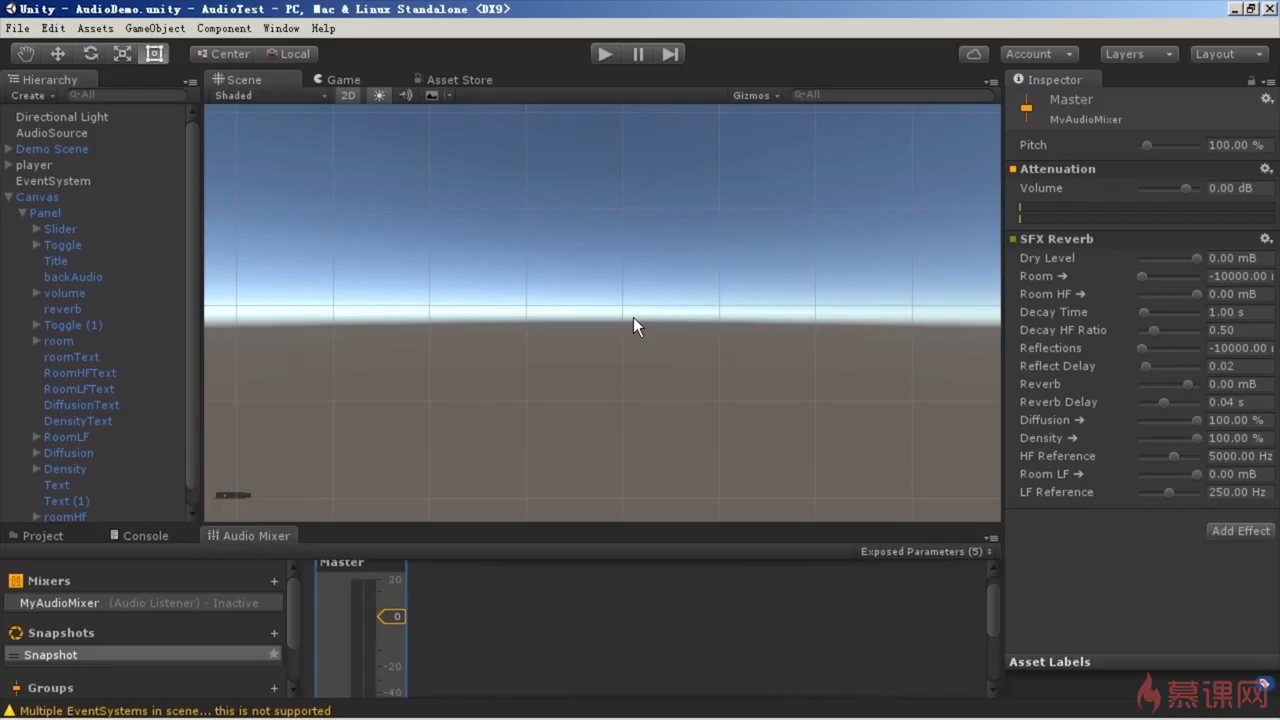 Unity - AudioDemo.unity - AudioTest - PC, Mac & Linux Standalone <DX9>
File Edit Assets GameObject Component Window Help
Center Local Account Layers Layout
Hierarchy Scene Game Asset Store Inspector
Create All Shaded 2D Gizmos All
Master
MyAudioMixer
Pitch 100.00 %
Attenuation
Volume 0.00 dB
SFX Reverb
Dry Level 0.00 mB
Room → -10000.00
Room HF → 0.00 mB
Decay Time 1.00 s
Decay HF Ratio 0.50
Reflections -10000.00
Reflect Delay 0.02
Reverb 0.00 mB
Reverb Delay 0.04 s
Diffusion → 100.00 %
Density → 100.00 %
HF Reference 5000.00 Hz
Room LF → 0.00 mB
LF Reference 250.00 Hz
Add Effect
Asset Labels
Directional Light
AudioSource
Demo Scene
player
EventSystem
Canvas
Panel
Slider
Toggle
Title
backAudio
volume
reverb
Toggle (1)
room
roomText
RoomHFText
RoomLFText
DiffusionText
DensityText
RoomLF
Diffusion
Density
Text
Text (1)
roomHf
Project Console Audio Mixer
Exposed Parameters (5)
Mixers +
MyAudioMixer (Audio Listener) - Inactive
Snapshots +
Snapshot
Groups +
Master
20
0
-20
-40
Multiple EventSystems in scene... this is not supported
慕课网